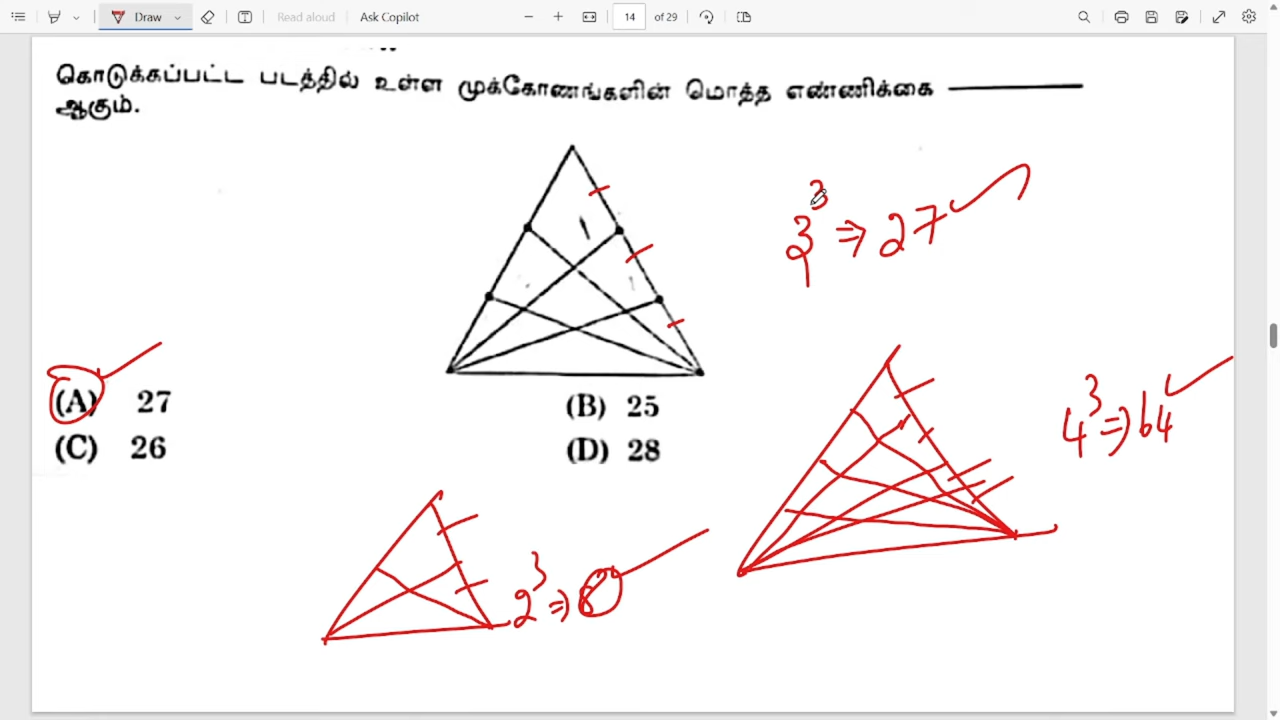 Draw
Read aloud
Ask Copilot
14 of 29
கொடுக்கப்பட்ட படத்தில் உள்ள முக்கோணங்களின் மொத்த எண்ணிக்கை ————
ஆகும்.
3³ ⇒ 27
(A) 27
(B) 25
(C) 26
(D) 28
4³ ⇒ 64
2³ ⇒ 8